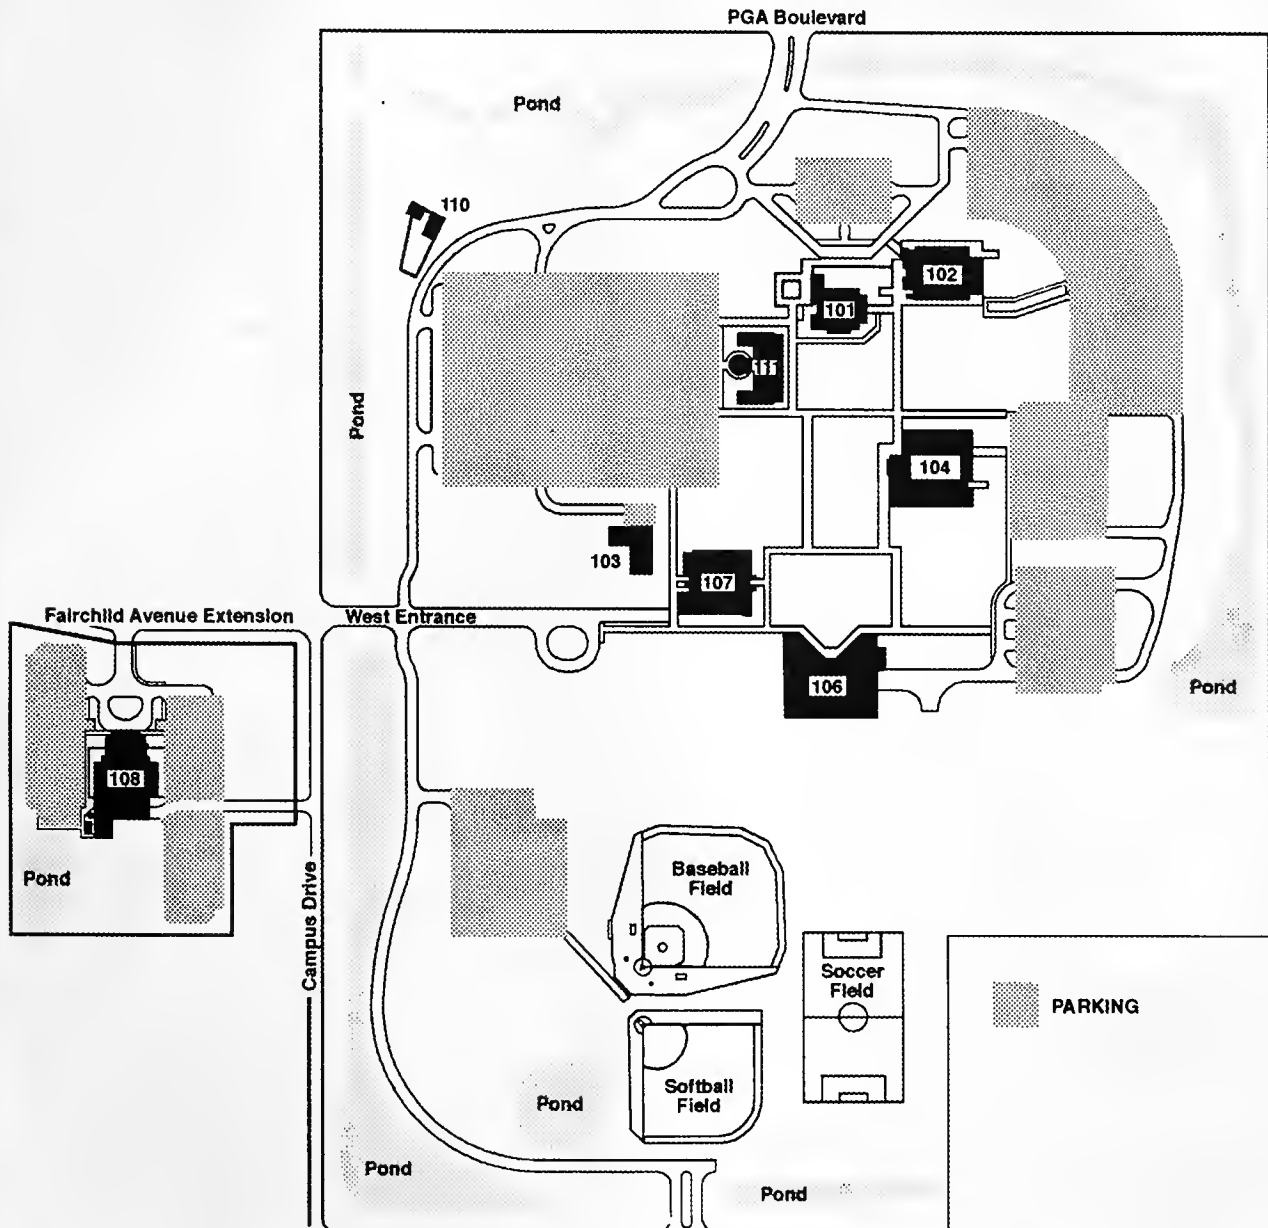 PGA Boulevard
Pond
110
102
101
Pond
111
104
103
107
Fairchild Avenue Extension
West Entrance
106
Pond
108
Pond
Campus Drive
Baseball
Field
Soccer
Field
PARKING
Softball
Field
Pond
Pond
Pond